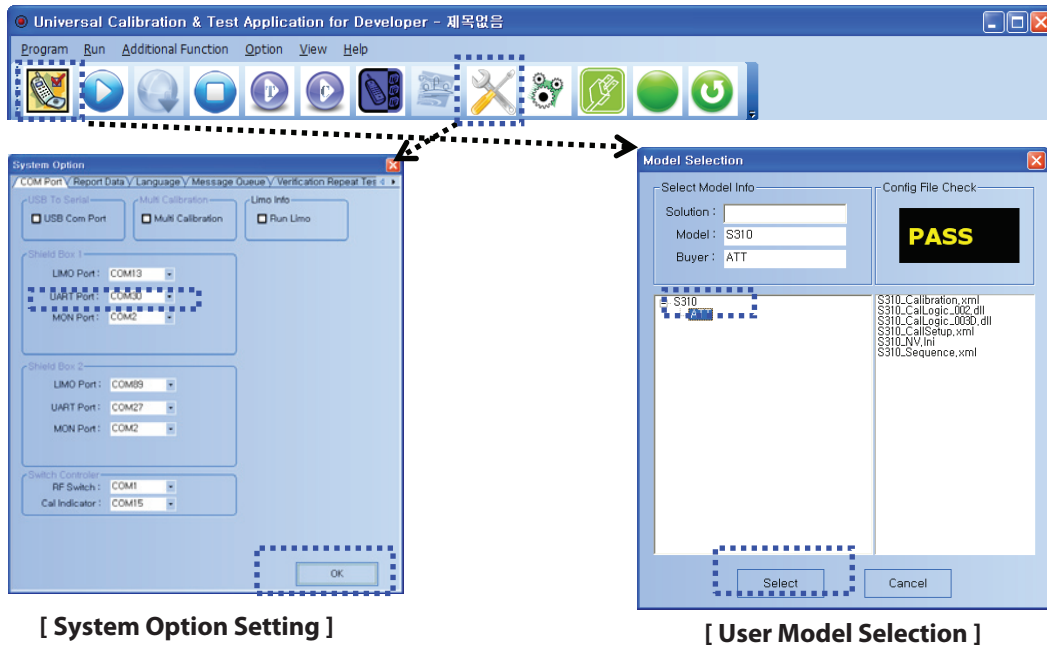 Universal Calibration & Test Application for Developer - 제목없음
Program Run Additional Function Option View Help
T
C
System Option
COM Port Report Data Language Message Queue Verification Repeat Tes
USB To Serial
USB Com Port
Multi Calibration
Multi Calibration
Limo Info
Run Limo
Shield Box 1
LIMO Port : COM13
UART Port : COM30
MON Port : COM2
Shield Box 2
LIMO Port : COM89
UART Port : COM27
MON Port : COM2
Switch Controler
RF Switch : COM1
Cal Indicator : COM15
OK
[ System Option Setting ]
Model Selection
Select Model Info
Solution :
Model : S310
Buyer : ATT
Config File Check
PASS
S310
ATT
S310_Calibration,xml
S310_CalLogic_002,dll
S310_CalLogic_003D,dll
S310_CallSetup,xml
S310_NV,Ini
S310_Sequence,xml
Select
Cancel
[ User Model Selection ]